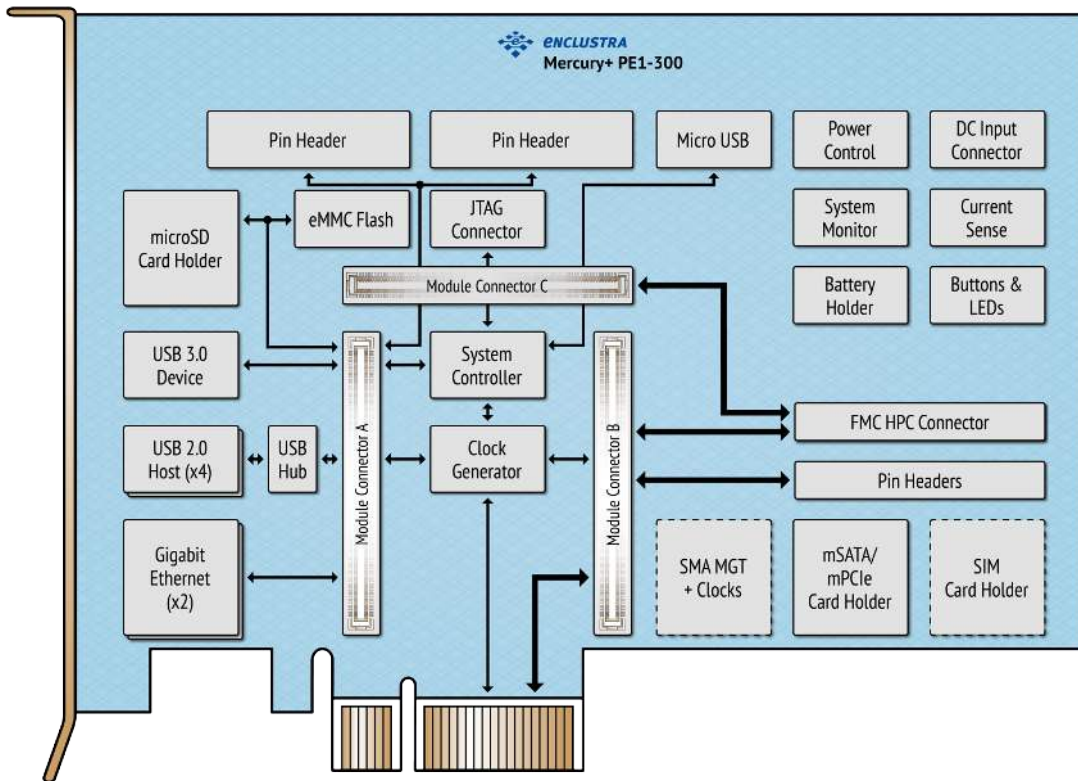 enclustra
Mercury+ PE1-300
Pin Header
Pin Header
Micro USB
Power
Control
DC Input
Connector
microSD
Card Holder
eMMC Flash
JTAG
Connector
System
Monitor
Current
Sense
Module Connector C
Battery
Holder
Buttons &
LEDs
USB 3.0
Device
Module Connector A
System
Controller
Module Connector B
FMC HPC Connector
USB 2.0
Host (x4)
USB
Hub
Clock
Generator
Pin Headers
Gigabit
Ethernet
(x2)
SMA MGT
+ Clocks
mSATA/
mPCIe
Card Holder
SIM
Card Holder